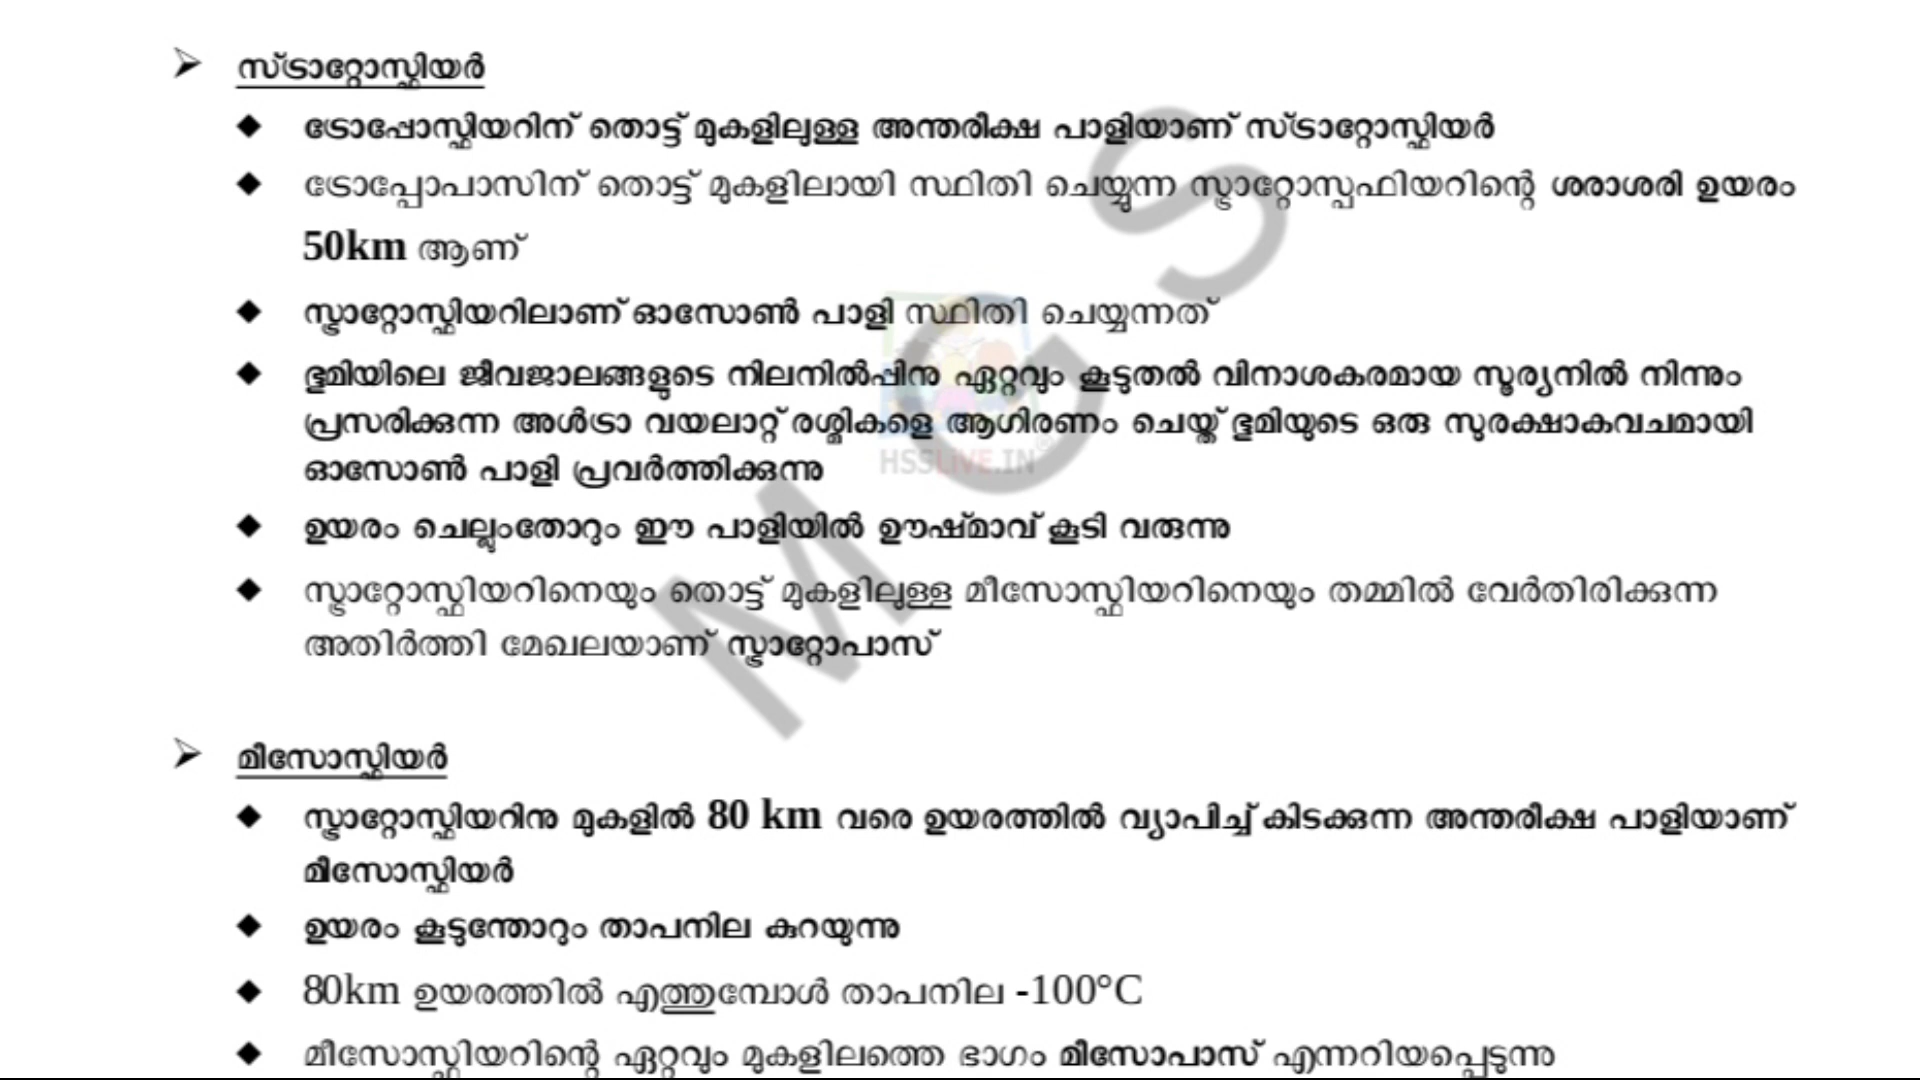 ➢ സ്ട്രാറ്റോസ്ഫിയർ
◆ ട്രോപ്പോസ്ഫിയറിന് തൊട്ട് മുകളിലുള്ള അന്തരീക്ഷ പാളിയാണ് സ്ട്രാറ്റോസ്ഫിയർ
◆ ട്രോപ്പോപാസിന് തൊട്ട് മുകളിലായി സ്ഥിതി ചെയ്യുന്ന സ്ട്രാറ്റോസ്പഫിയറിന്റെ ശരാശരി ഉയരം
50km ആണ്
◆ സ്ട്രാറ്റോസ്ഫിയറിലാണ് ഓസോൺ പാളി സ്ഥിതി ചെയ്യന്നത്
◆ ഭൂമിയിലെ ജീവജാലങ്ങളുടെ നിലനിൽപ്പിനു ഏറ്റവും കൂടുതൽ വിനാശകരമായ സൂര്യനിൽ നിന്നും
പ്രസരിക്കുന്ന അൾട്രാ വയലാറ്റ് രശ്മികളെ ആഗിരണം ചെയ്ത് ഭൂമിയുടെ ഒരു സുരക്ഷാകവചമായി
ഓസോൺ പാളി പ്രവർത്തിക്കുന്നു
◆ ഉയരം ചെല്ലുംതോറും ഈ പാളിയിൽ ഊഷ്മാവ് കൂടി വരുന്നു
◆ സ്ട്രാറ്റോസ്ഫിയറിനെയും തൊട്ട് മുകളിലുള്ള മീസോസ്ഫിയറിനെയും തമ്മിൽ വേർതിരിക്കുന്ന
അതിർത്തി മേഖലയാണ് സ്ട്രാറ്റോപാസ്
➢ മീസോസ്ഫിയർ
◆ സ്ട്രാറ്റോസ്ഫിയറിനു മുകളിൽ 80 km വരെ ഉയരത്തിൽ വ്യാപിച്ച് കിടക്കുന്ന അന്തരീക്ഷ പാളിയാണ്
മീസോസ്ഫിയർ
◆ ഉയരം കൂടുന്തോറും താപനില കുറയുന്നു
◆ 80km ഉയരത്തിൽ എത്തുമ്പോൾ താപനില -100°C
◆ മീസോസ്ഫിയറിന്റെ ഏറ്റവും മുകളിലത്തെ ഭാഗം മീസോപാസ് എന്നറിയപ്പെടുന്നു
MGS
HSSLIVE.IN